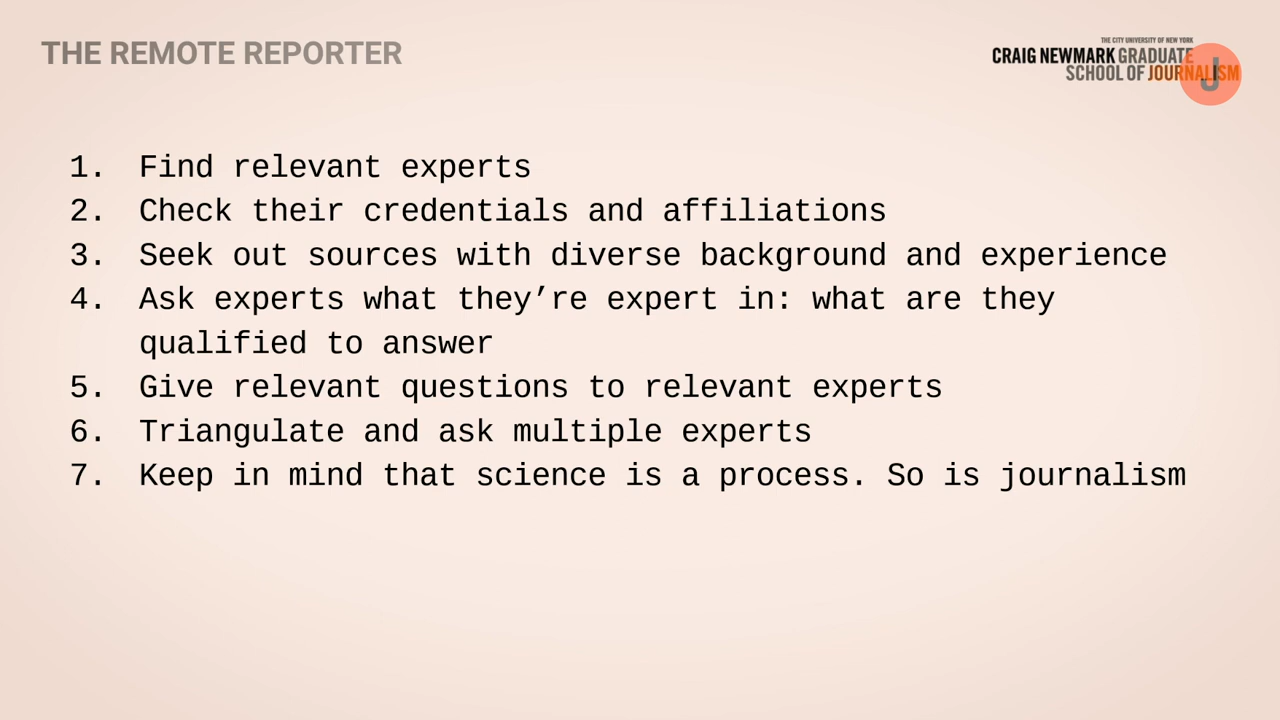 THE REMOTE REPORTER
THE CITY UNIVERSITY OF NEW YORK
CRAIG NEWMARK GRADUATE
SCHOOL OF JOURNALISM
J
1. Find relevant experts
2. Check their credentials and affiliations
3. Seek out sources with diverse background and experience
4. Ask experts what they’re expert in: what are they
qualified to answer
5. Give relevant questions to relevant experts
6. Triangulate and ask multiple experts
7. Keep in mind that science is a process. So is journalism